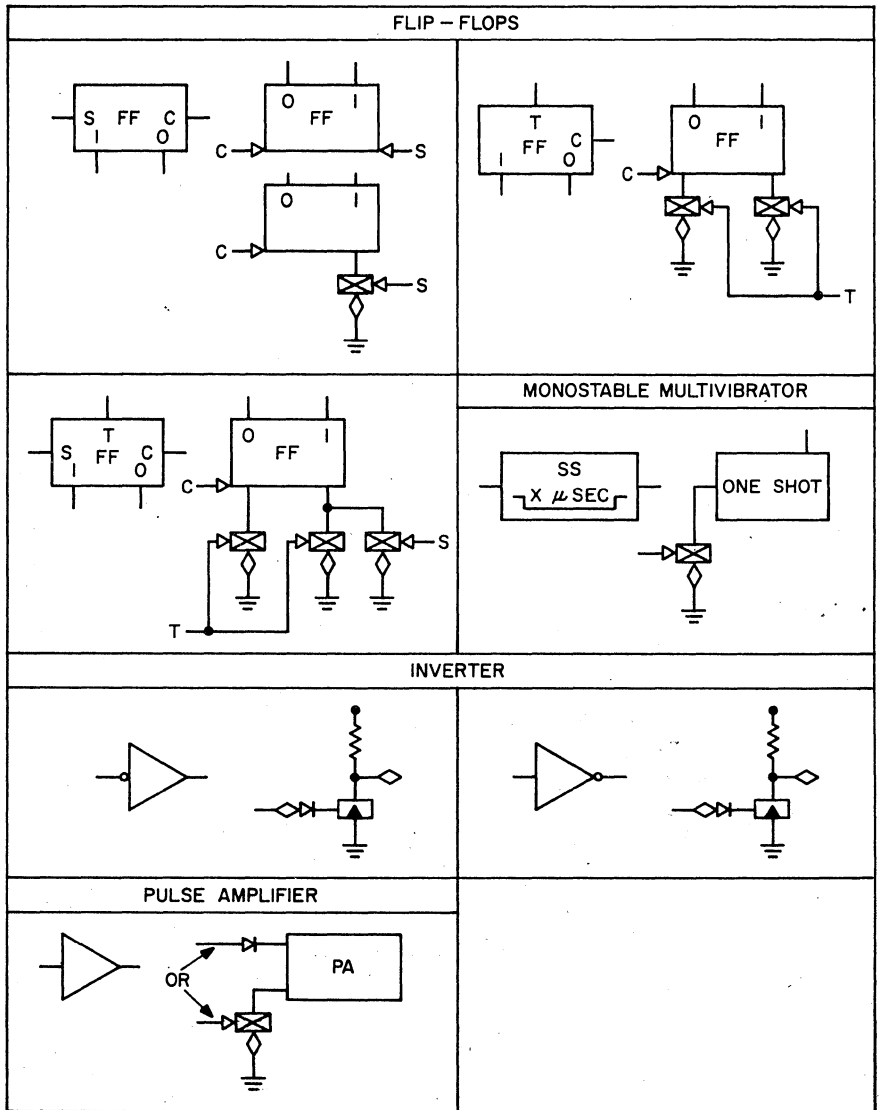 FLIP – FLOPS
S FF C
I O
O I
FF
C S
O I
C
S
T
FF C
I O
O I
FF
C
T
T
S FF C
I O
O I
FF
C
S
T
MONOSTABLE MULTIVIBRATOR
SS
X μ SEC
ONE SHOT
INVERTER
PULSE AMPLIFIER
OR
PA